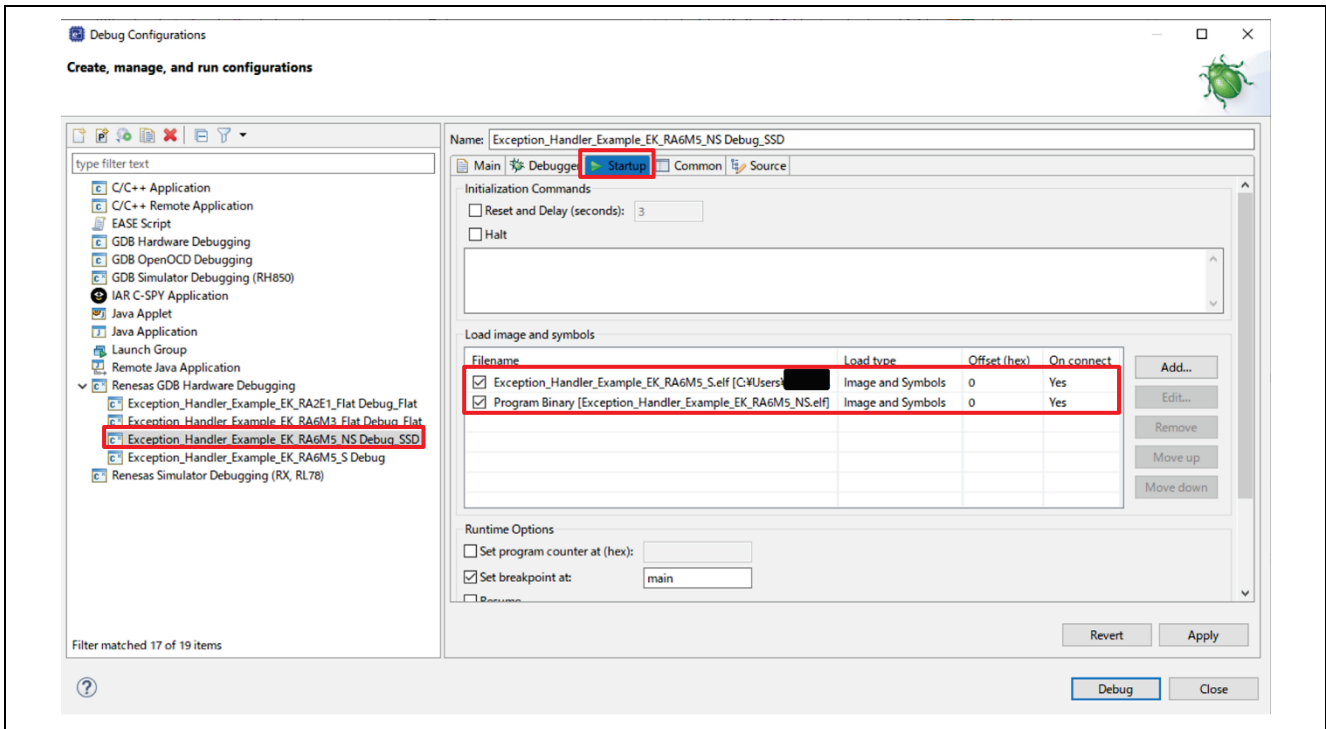 Debug Configurations
Create, manage, and run configurations
type filter text
C/C++ Application
C/C++ Remote Application
EASE Script
GDB Hardware Debugging
GDB OpenOCD Debugging
GDB Simulator Debugging (RH850)
IAR C-SPY Application
Java Applet
Java Application
Launch Group
Remote Java Application
Renesas GDB Hardware Debugging
Exception_Handler_Example_EK_RA2E1_Flat Debug_Flat
Exception_Handler_Example_EK_RA6M3_Flat Debug_Flat
Exception_Handler_Example_EK_RA6M5_NS Debug_SSD
Exception_Handler_Example_EK_RA6M5_S Debug
Renesas Simulator Debugging (RX, RL78)
Filter matched 17 of 19 items
Name: Exception_Handler_Example_EK_RA6M5_NS Debug_SSD
Main Debugger Startup Common Source
Initialization Commands
Reset and Delay (seconds): 3
Halt
Load image and symbols
Filename Load type Offset (hex) On connect
Exception_Handler_Example_EK_RA6M5_S.elf [C:¥Users¥ Image and Symbols 0 Yes
Program Binary [Exception_Handler_Example_EK_RA6M5_NS.elf] Image and Symbols 0 Yes
Add...
Edit...
Remove
Move up
Move down
Runtime Options
Set program counter at (hex):
Set breakpoint at: main
Resume
Revert Apply
Debug Close